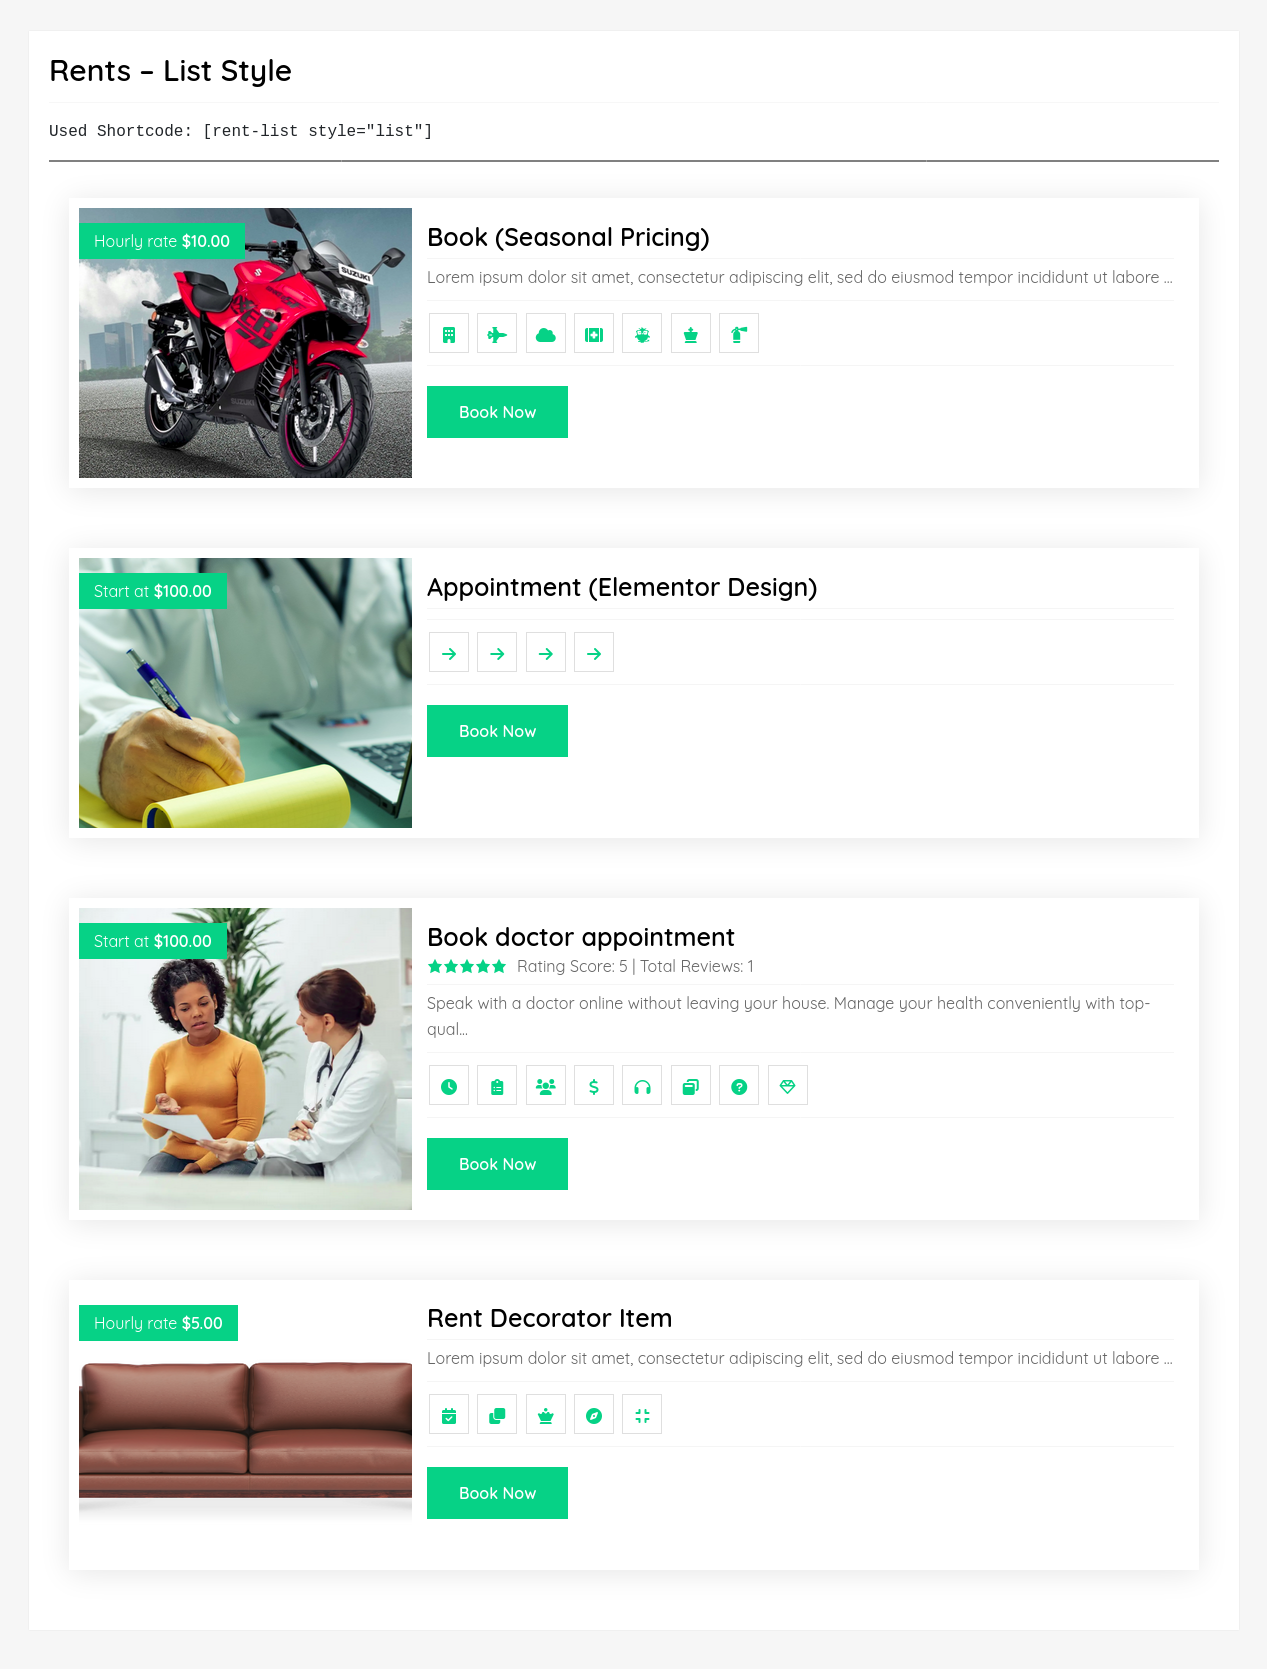 Rents – List Style
Used Shortcode: [rent-list style="list"]
Hourly rate $10.00
SUZUKI
SUZUKI
Book (Seasonal Pricing)
Lorem ipsum dolor sit amet, consectetur adipiscing elit, sed do eiusmod tempor incididunt ut labore ...
Book Now
Start at $100.00
Appointment (Elementor Design)
Book Now
Start at $100.00
Book doctor appointment
Rating Score: 5 | Total Reviews: 1
Speak with a doctor online without leaving your house. Manage your health conveniently with top-
qual...
Book Now
Hourly rate $5.00
Rent Decorator Item
Lorem ipsum dolor sit amet, consectetur adipiscing elit, sed do eiusmod tempor incididunt ut labore ...
Book Now